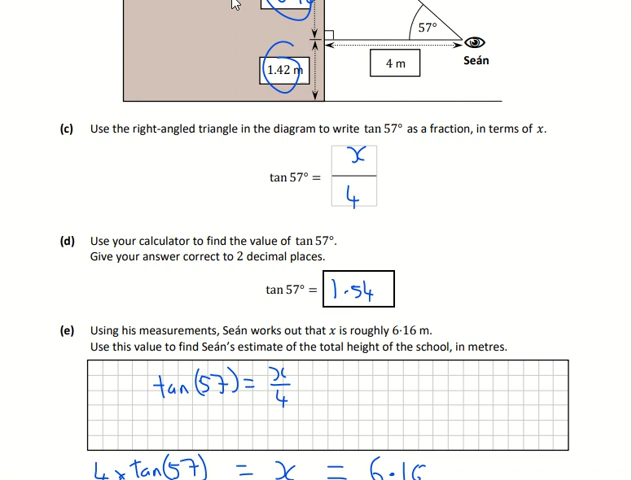 57°
1.42 m
4 m
Seán
(c) Use the right-angled triangle in the diagram to write tan 57° as a fraction, in terms of x.
x
tan 57° =
4
(d) Use your calculator to find the value of tan 57°.
Give your answer correct to 2 decimal places.
tan 57° = 1.54
(e) Using his measurements, Seán works out that x is roughly 6·16 m.
Use this value to find Seán's estimate of the total height of the school, in metres.
tan(57) = x/4
4 x tan(57) = x = 6.16